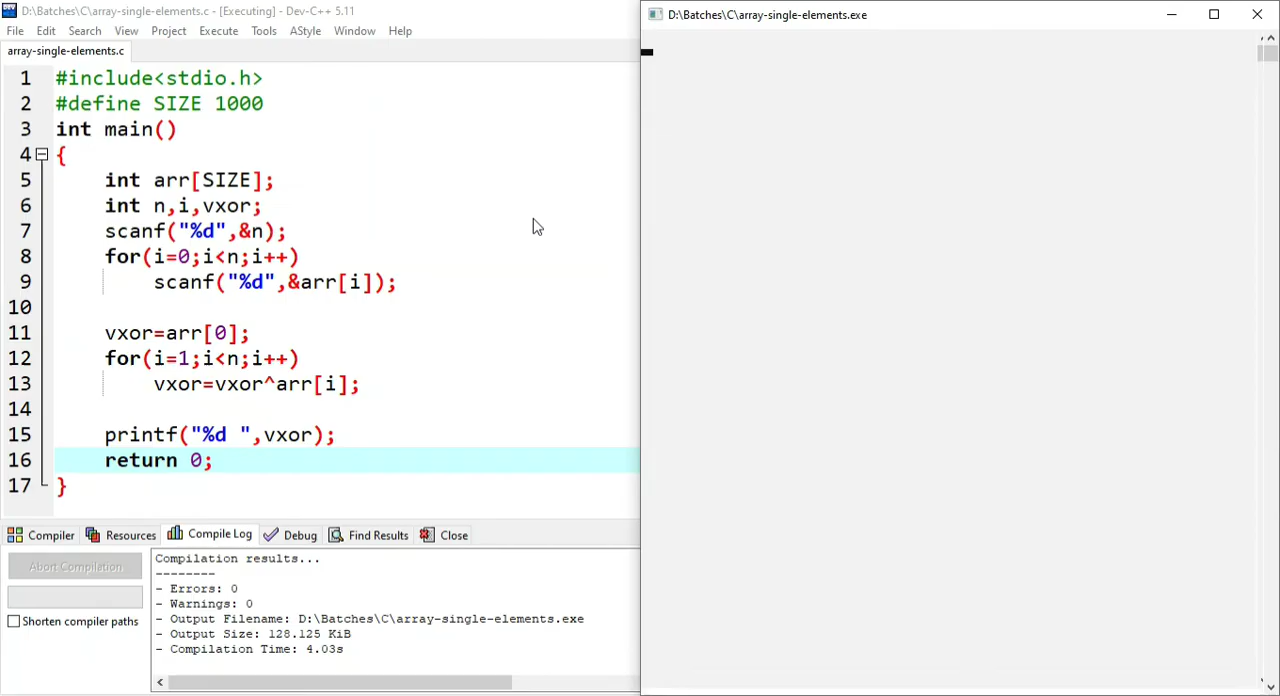 D:\Batches\C\array-single-elements.c - [Executing] - Dev-C++ 5.11
File Edit Search View Project Execute Tools AStyle Window Help
array-single-elements.c
1 #include<stdio.h>
2 #define SIZE 1000
3 int main()
4 {
5 int arr[SIZE];
6 int n,i,vxor;
7 scanf("%d",&n);
8 for(i=0;i<n;i++)
9 scanf("%d",&arr[i]);
10
11 vxor=arr[0];
12 for(i=1;i<n;i++)
13 vxor=vxor^arr[i];
14
15 printf("%d ",vxor);
16 return 0;
17 }
Compiler Resources Compile Log Debug Find Results Close
Abort Compilation
Shorten compiler paths
Compilation results...
--------
- Errors: 0
- Warnings: 0
- Output Filename: D:\Batches\C\array-single-elements.exe
- Output Size: 128.125 KiB
- Compilation Time: 4.03s
D:\Batches\C\array-single-elements.exe